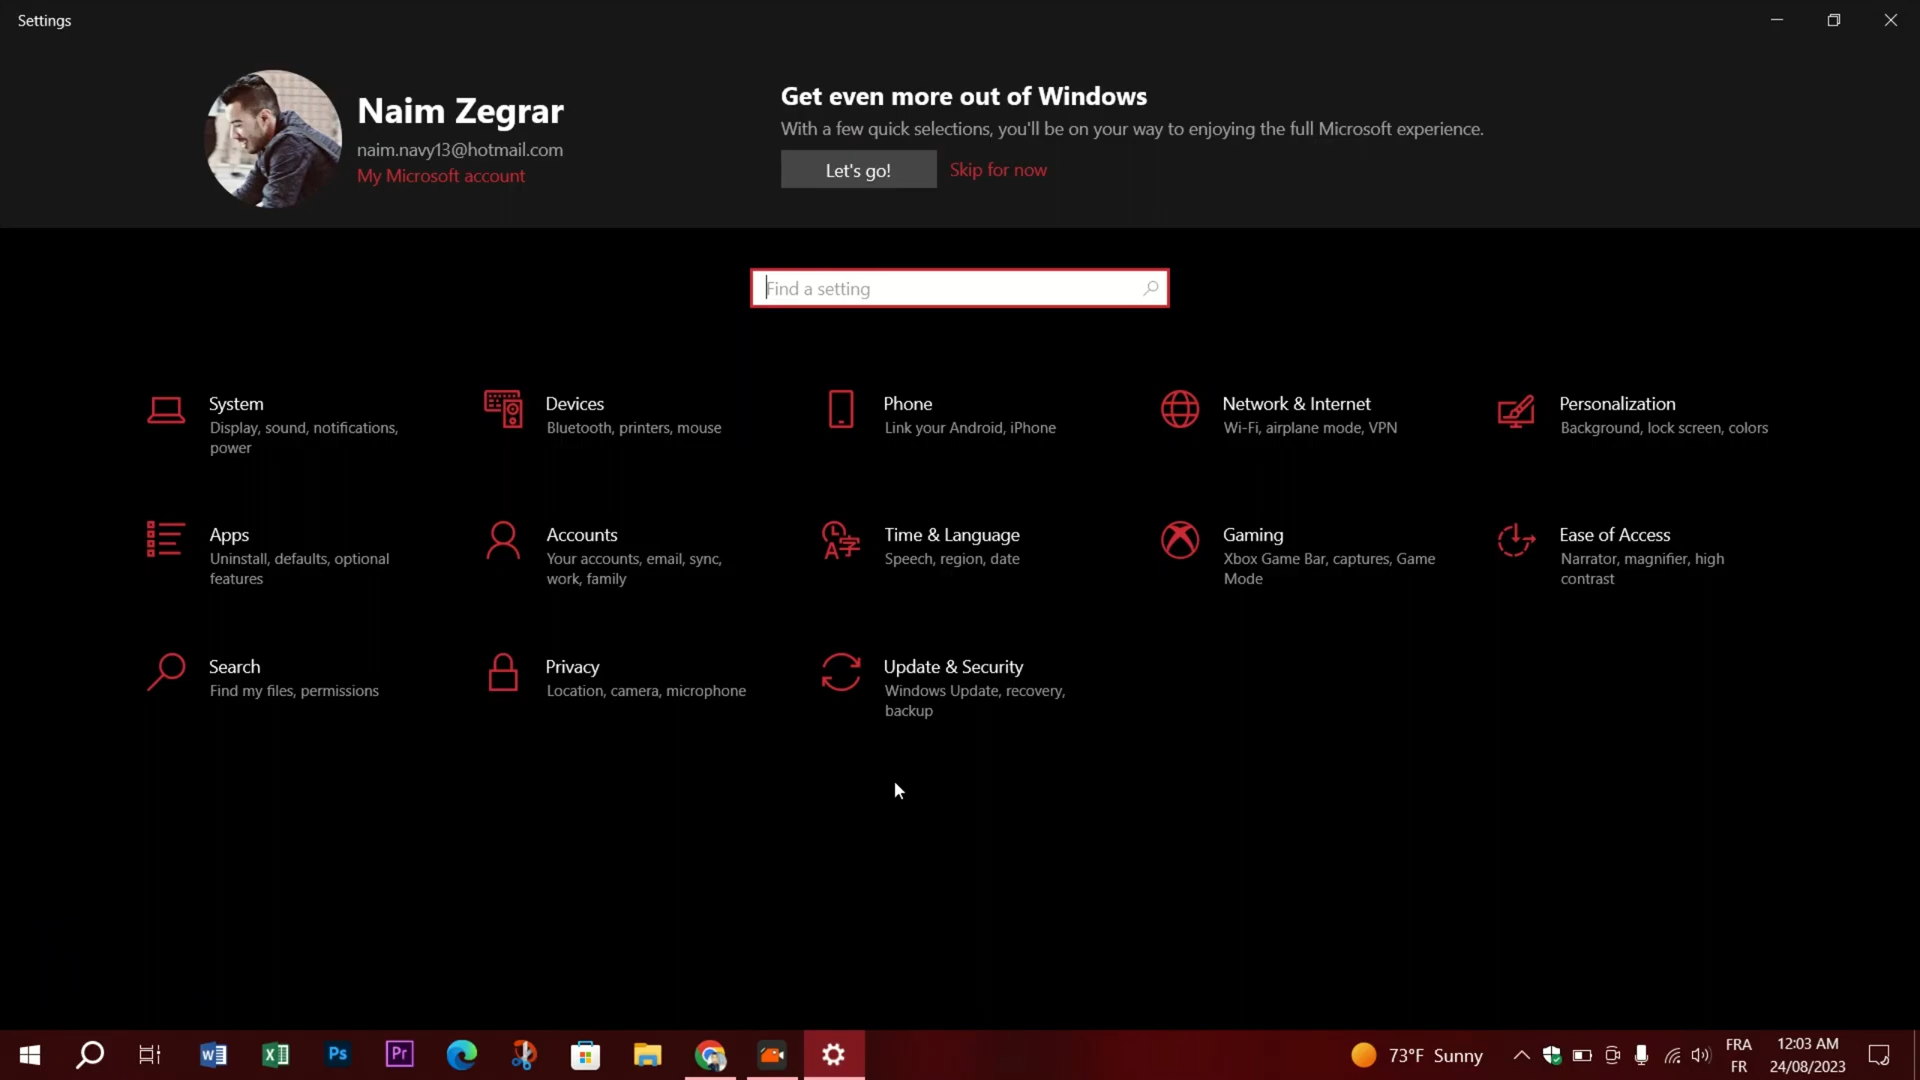 Settings
Naim Zegrar
naim.navy13@hotmail.com
My Microsoft account
Get even more out of Windows
With a few quick selections, you'll be on your way to enjoying the full Microsoft experience.
Let's go!
Skip for now
Find a setting
System
Display, sound, notifications,
power
Devices
Bluetooth, printers, mouse
Phone
Link your Android, iPhone
Network & Internet
Wi-Fi, airplane mode, VPN
Personalization
Background, lock screen, colors
Apps
Uninstall, defaults, optional
features
Accounts
Your accounts, email, sync,
work, family
Time & Language
Speech, region, date
Gaming
Xbox Game Bar, captures, Game
Mode
Ease of Access
Narrator, magnifier, high
contrast
Search
Find my files, permissions
Privacy
Location, camera, microphone
Update & Security
Windows Update, recovery,
backup
Ps
Pr
73°F Sunny
FRA
FR
12:03 AM
24/08/2023